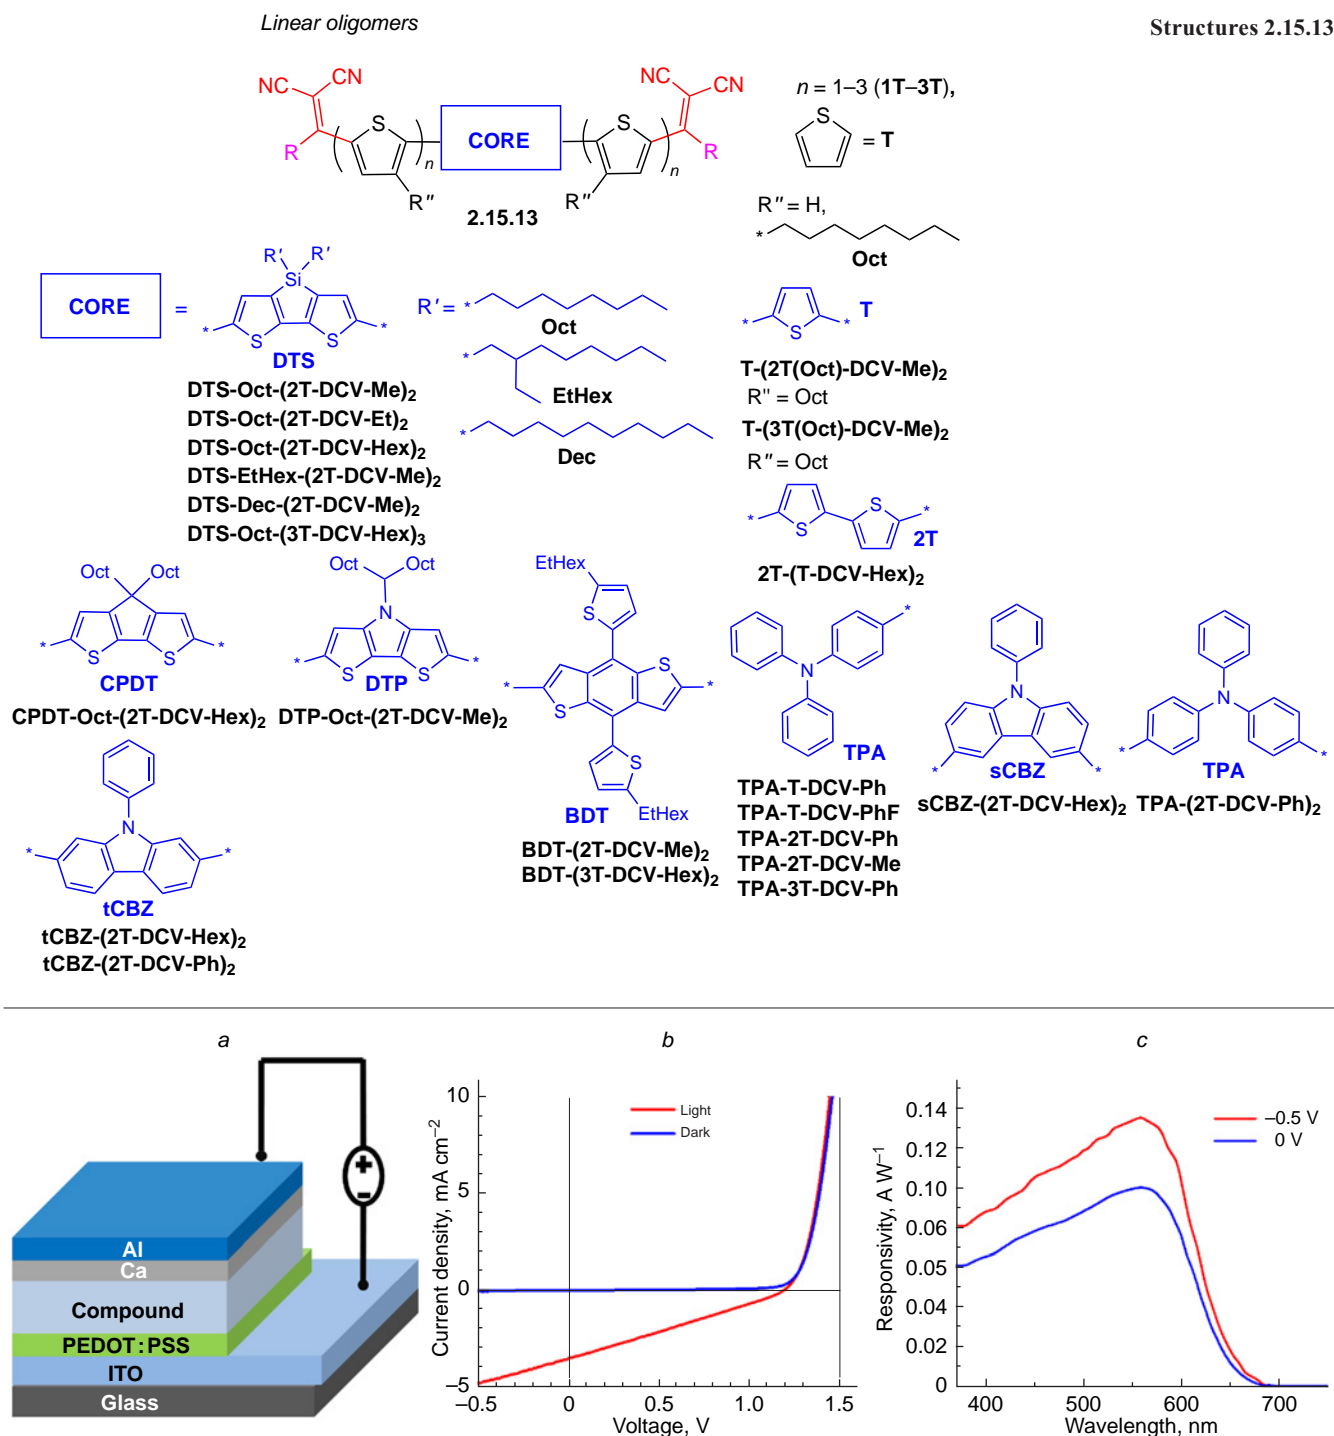 Linear oligomers
Structures 2.15.13
NC CN
R
S
n
R″
CORE
S
n
R″
NC CN
R
2.15.13
n = 1–3 (1T–3T),
S
= T
R″ = H,
*
Oct
CORE
=
R′ R′
Si
* S S *
DTS
DTS-Oct-(2T-DCV-Me)2
DTS-Oct-(2T-DCV-Et)2
DTS-Oct-(2T-DCV-Hex)2
DTS-EtHex-(2T-DCV-Me)2
DTS-Dec-(2T-DCV-Me)2
DTS-Oct-(3T-DCV-Hex)3
R′ = *
Oct
*
EtHex
*
Dec
* S * T
T-(2T(Oct)-DCV-Me)2
R″ = Oct
T-(3T(Oct)-DCV-Me)2
R″ = Oct
* S S *
2T
2T-(T-DCV-Hex)2
Oct Oct
* S S *
CPDT
CPDT-Oct-(2T-DCV-Hex)2
Oct Oct
N
* S S *
DTP
DTP-Oct-(2T-DCV-Me)2
EtHex
S
S
* *
S
S
EtHex
BDT
BDT-(2T-DCV-Me)2
BDT-(3T-DCV-Hex)2
*
N
TPA
TPA-T-DCV-Ph
TPA-T-DCV-PhF
TPA-2T-DCV-Ph
TPA-2T-DCV-Me
TPA-3T-DCV-Ph
N
* *
sCBZ
sCBZ-(2T-DCV-Hex)2
N
* *
TPA
TPA-(2T-DCV-Ph)2
N
* *
tCBZ
tCBZ-(2T-DCV-Hex)2
tCBZ-(2T-DCV-Ph)2
a
+
–
Al
Ca
Compound
PEDOT:PSS
ITO
Glass
b
Current density, mA cm–2
10
5
0
–5
Light
Dark
–0.5 0 0.5 1.0 1.5
Voltage, V
c
Responsivity, A W–1
0.14
0.12
0.10
0.06
0.05
0.04
0.02
0
–0.5 V
0 V
400 500 600 700
Wavelength, nm